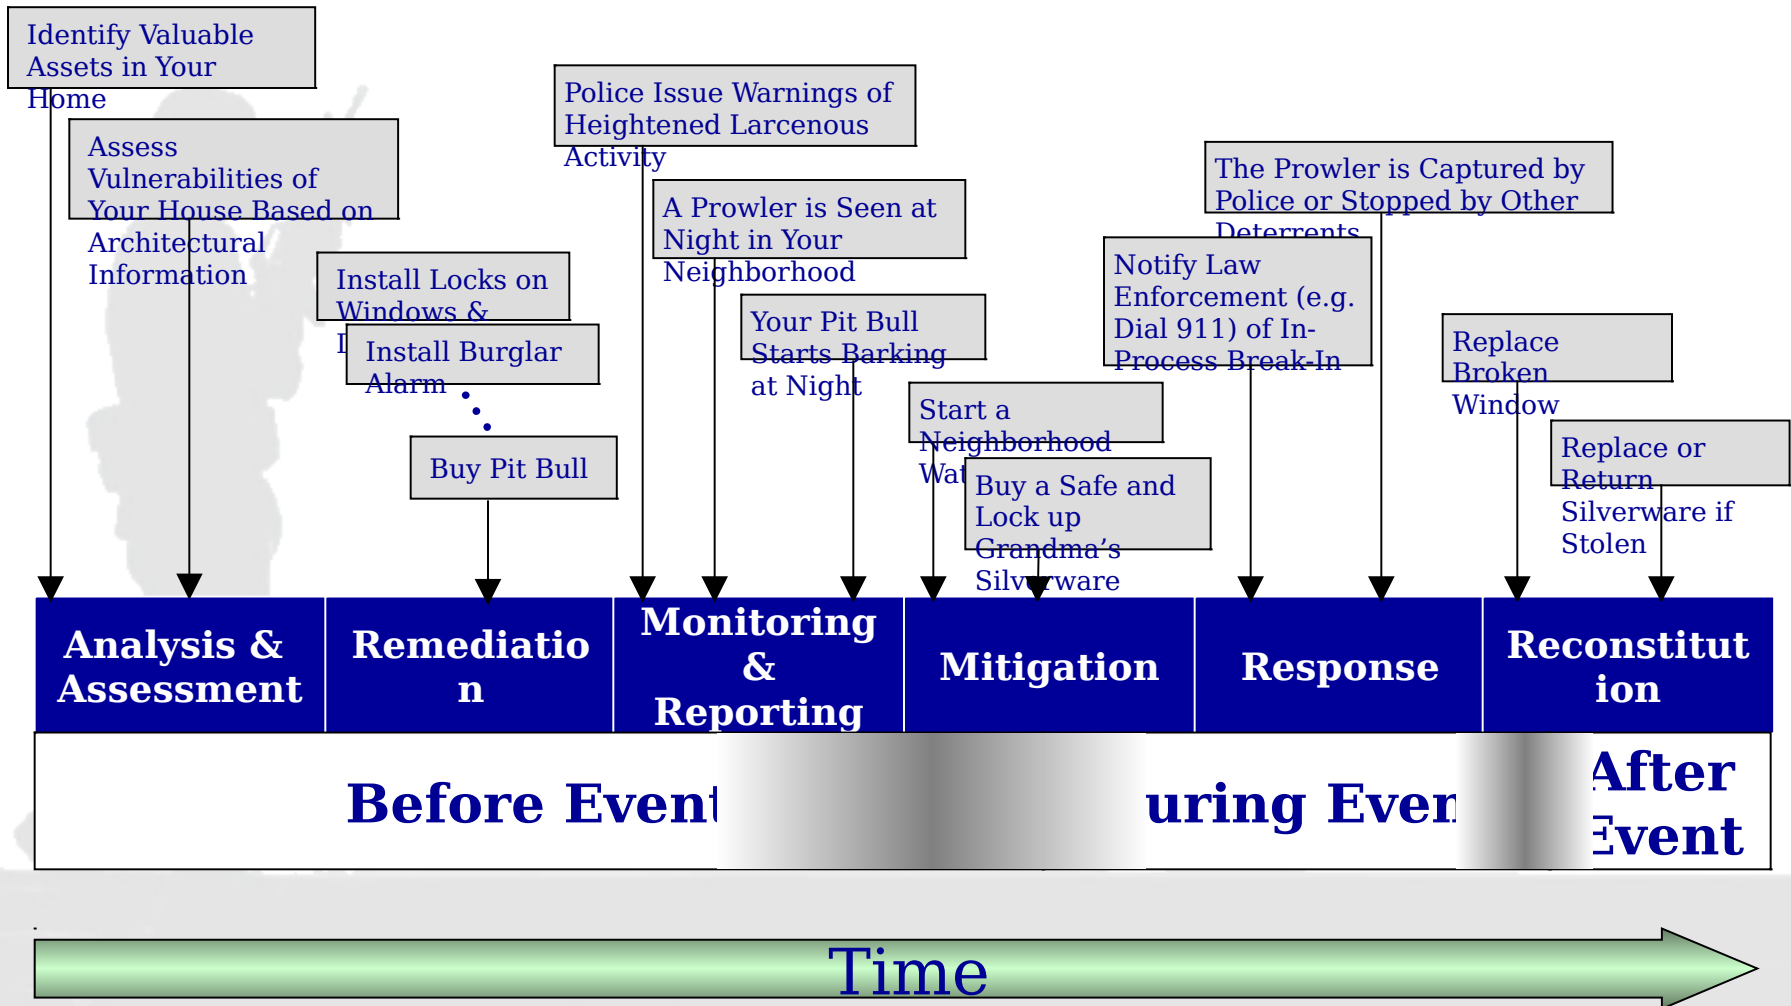 Identify Valuable
Assets in Your
Home
Assess
Vulnerabilities of
Your House Based on
Architectural
Information
Install Locks on
Windows &
Install Burglar
Alarm
Buy Pit Bull
Police Issue Warnings of
Heightened Larcenous
Activity
A Prowler is Seen at
Night in Your
Neighborhood
Your Pit Bull
Starts Barking
at Night
Start a
Neighborhood
Buy a Safe and
Lock up
Grandma’s
Silverware
The Prowler is Captured by
Police or Stopped by Other
Deterrents
Notify Law
Enforcement (e.g.
Dial 911) of In-
Process Break-In
Replace
Broken
Window
Replace or
Return
Silverware if
Stolen
Analysis &
Assessment
Remediatio
n
Monitoring
&
Reporting
Mitigation
Response
Reconstitut
ion
Before Event
uring Even
After
Event
Time